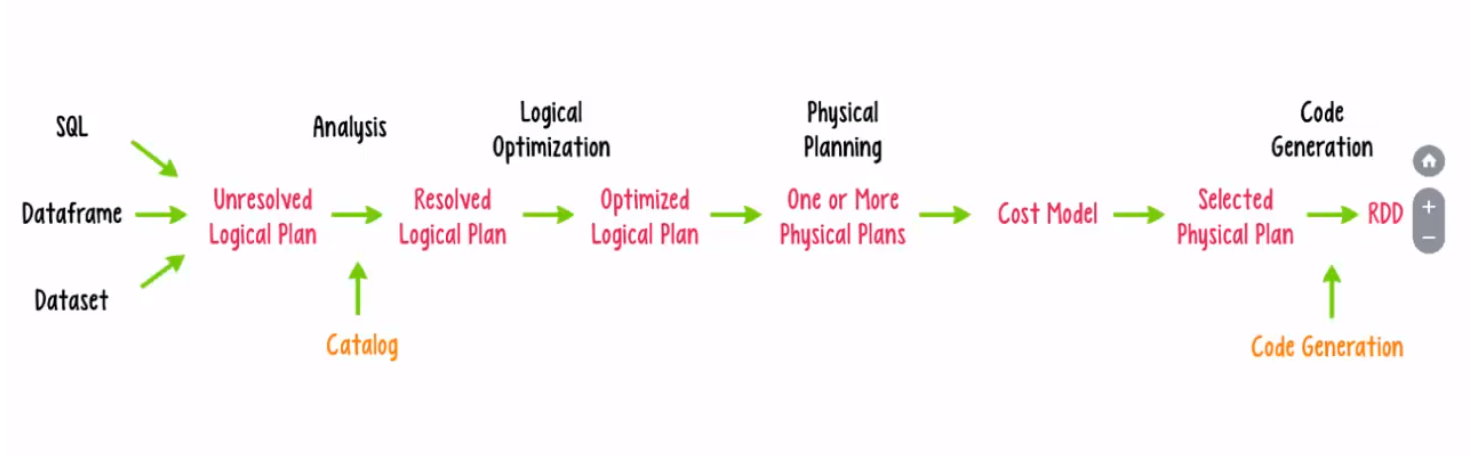 SQL
Analysis
Logical
Optimization
Physical
Planning
Code
Generation
Dataframe
Unresolved
Logical Plan
Resolved
Logical Plan
Optimized
Logical Plan
One or More
Physical Plans
Cost Model
Selected
Physical Plan
RDD
+
−
Dataset
Catalog
Code Generation